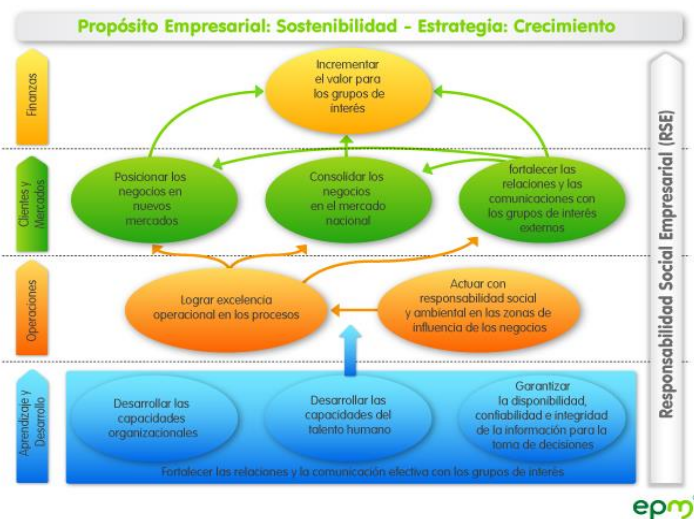 Propósito Empresarial: Sostenibilidad - Estrategia: Crecimiento
Finanzas
Incrementar
el valor para
los grupos de
interés
Clientes y
Mercados
Posicionar los
negocios en
nuevos
mercados
Consolidar los
negocios
en el mercado
nacional
fortalecer las
relaciones y las
comunicaciones con
los grupos de interés
externos
Operaciones
Lograr excelencia
operacional en los procesos
Actuar con
responsabilidad social
y ambiental en las zonas de
influencia de los negocios
Aprendizaje y
Desarrollo
Desarrollar las
capacidades
organizacionales
Desarrollar las
capacidades del
talento humano
Garantizar
la disponibilidad,
confiabilidad e integridad
de la información para la
toma de decisiones
Fortalecer las relaciones y la comunicación efectiva con los grupos de interés
Responsabilidad Social Empresarial (RSE)
epm